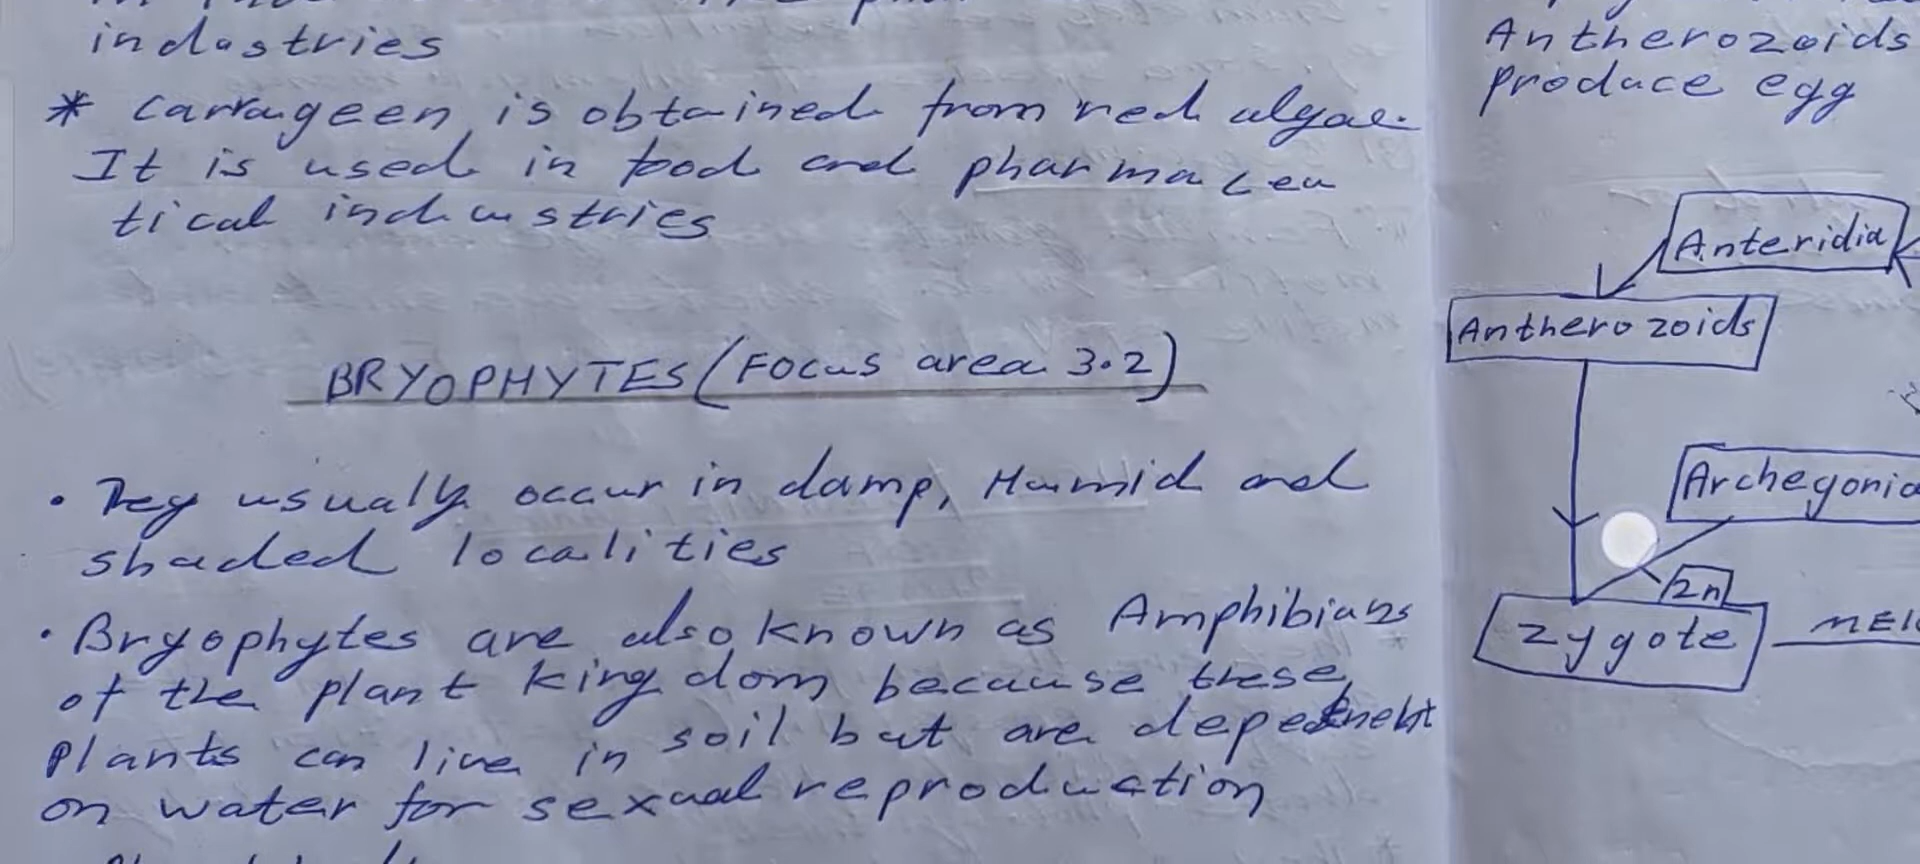 indastries
* Carrageen is obtained from red algae.
It is used in food and pharmaceu
tical industries
BRYOPHYTES (Focus area 3.2)
• They usually occur in damp, Humid and
shaded localities
• Bryophytes are also known as Amphibians
of the plant kingdom because these
plants can live in soil but are
on water for sexual reproduction
Antherozoids
produce egg
Anteridia
Antherozoids
Archegonia
2n
Zygote